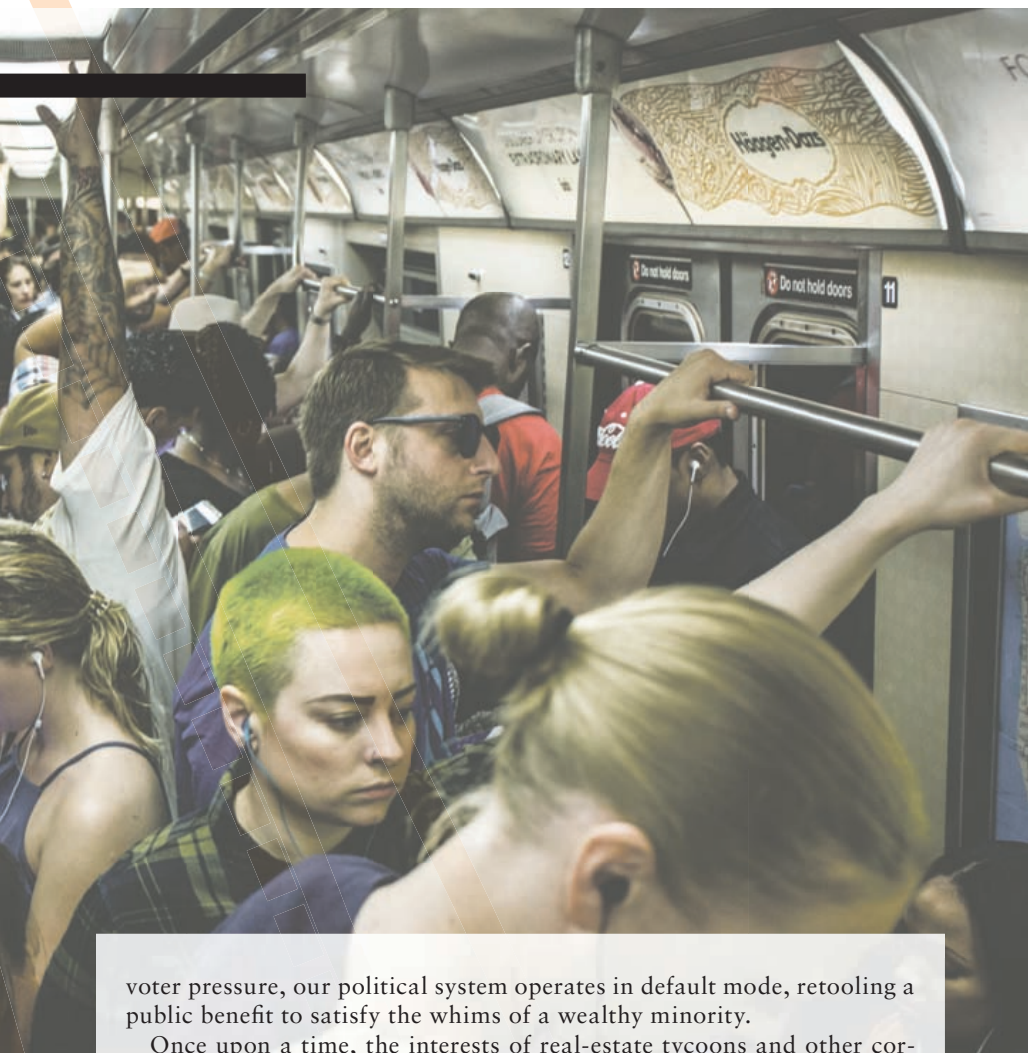 FO
Häagen-Dazs
EXTRAORDINARY
Do not hold doors
Do not hold doors
11
voter pressure, our political system operates in default mode, retooling a
public benefit to satisfy the whims of a wealthy minority.
Once upon a time, the interests of real-estate tycoons and other cor-